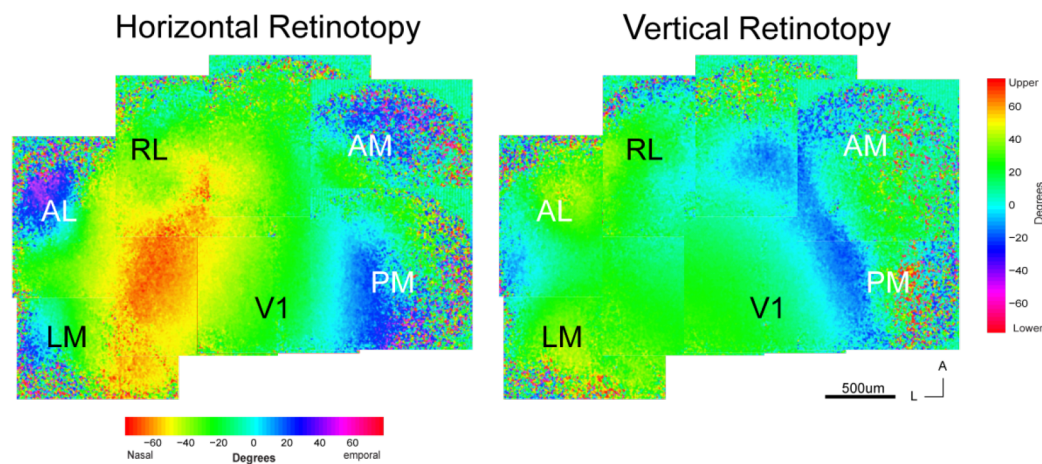 Horizontal Retinotopy
RL
AM
AL
PM
V1
LM
−60 −40 −20 0 20 40 60
Nasal Degrees emporal
Vertical Retinotopy
RL
AM
AL
PM
V1
LM
500um
A
L
Upper
60
40
20
0
−20
−40
−60
Lower
Degrees